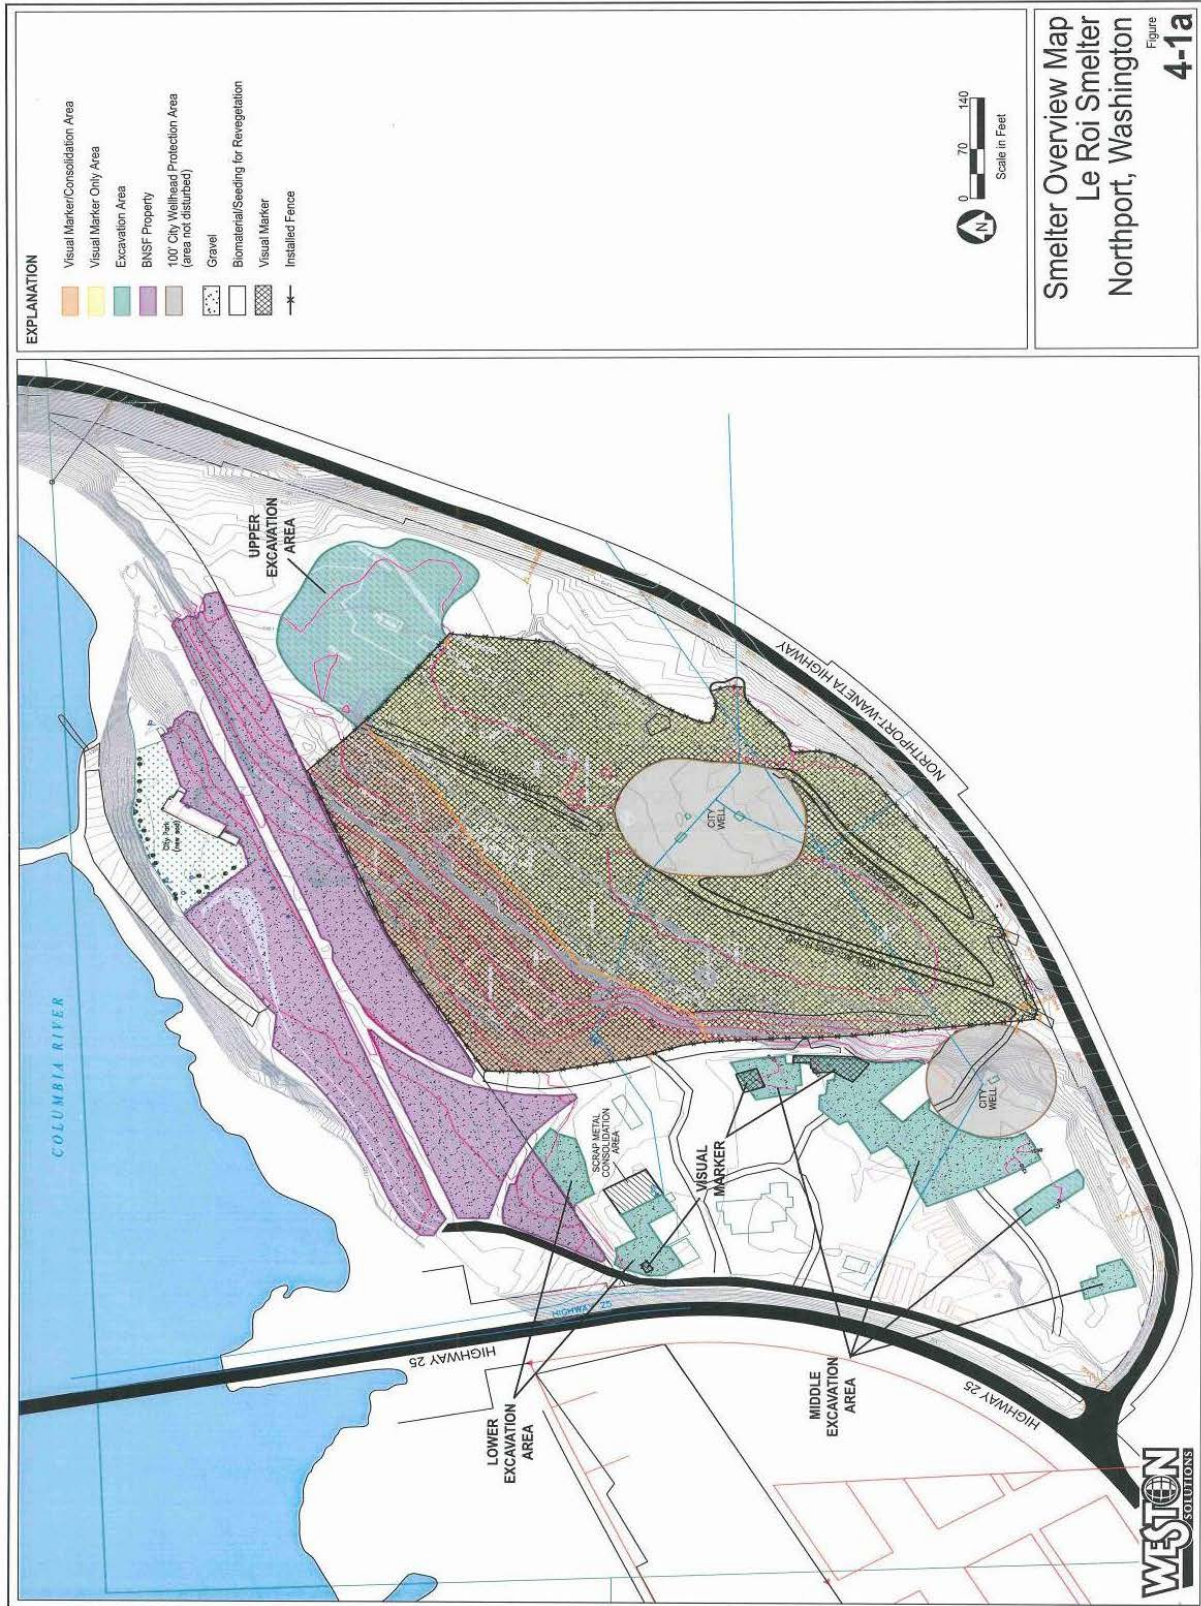 EXPLANATION
Visual Marker/Consolidation Area
Visual Marker Only Area
Excavation Area
BNSF Property
100' City Wellhead Protection Area
(area not disturbed)
Gravel
Biomaterial/Seeding for Revegetation
Visual Marker
Installed Fence
0 70 140
Scale in Feet
N
Smelter Overview Map
Le Roi Smelter
Northport, Washington
Figure
4-1a
COLUMBIA RIVER
UPPER
EXCAVATION
AREA
City Park
NORTHPORT-WANETA HIGHWAY
CITY
WELL
CITY
WELL
SCRAP METAL
CONSOLIDATION
AREA
VISUAL
MARKER
HIGHWAY 25
HIGHWAY 25
HIGHWAY 25
LOWER
EXCAVATION
AREA
MIDDLE
EXCAVATION
AREA
WESTON
SOLUTIONS